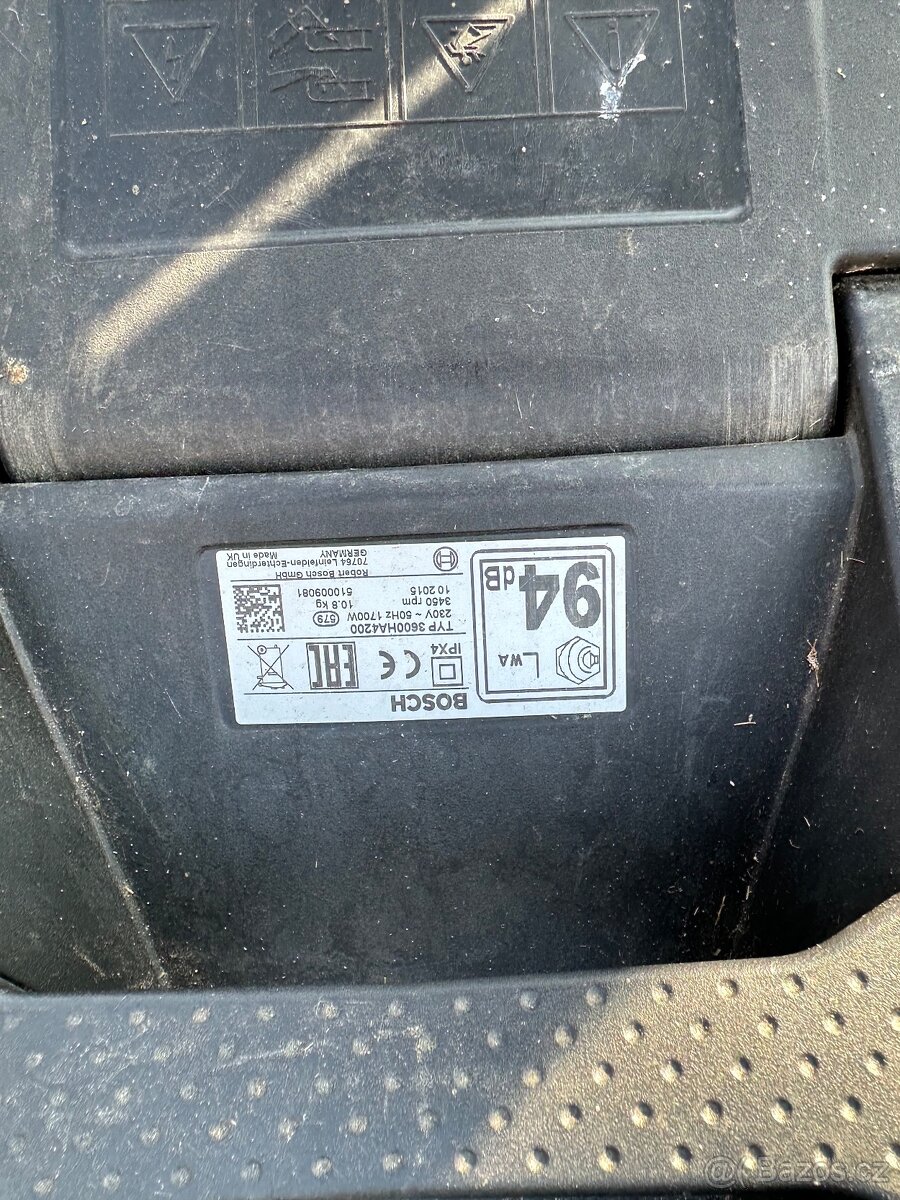 BOSCH
IPX4
EAC
TYP 3600HA4200
230V ~ 50Hz 1700W 579
3450 rpm 10.8 kg
10 2015 510009081
Robert Bosch GmbH
70764 Leinfelden-Echterdingen
GERMANY Made in UK
LWA
94 dB
© Bazos.cz